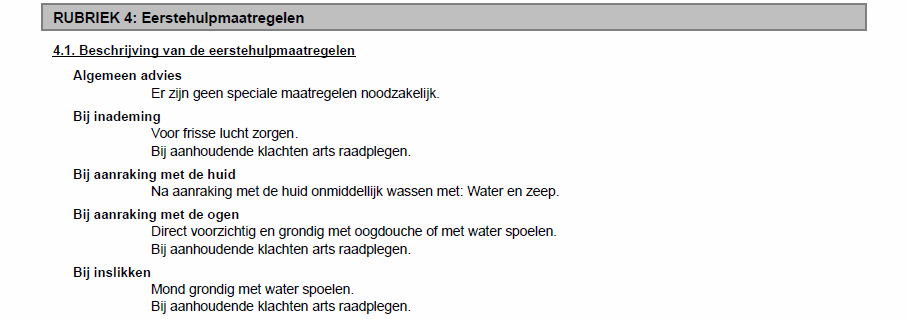 RUBRIEK 4: Eerstehulpmaatregelen
4.1. Beschrijving van de eerstehulpmaatregelen
Algemeen advies
Er zijn geen speciale maatregelen noodzakelijk.
Bij inademing
Voor frisse lucht zorgen.
Bij aanhoudende klachten arts raadplegen.
Bij aanraking met de huid
Na aanraking met de huid onmiddellijk wassen met: Water en zeep.
Bij aanraking met de ogen
Direct voorzichtig en grondig met oogdouche of met water spoelen.
Bij aanhoudende klachten arts raadplegen.
Bij inslikken
Mond grondig met water spoelen.
Bij aanhoudende klachten arts raadplegen.